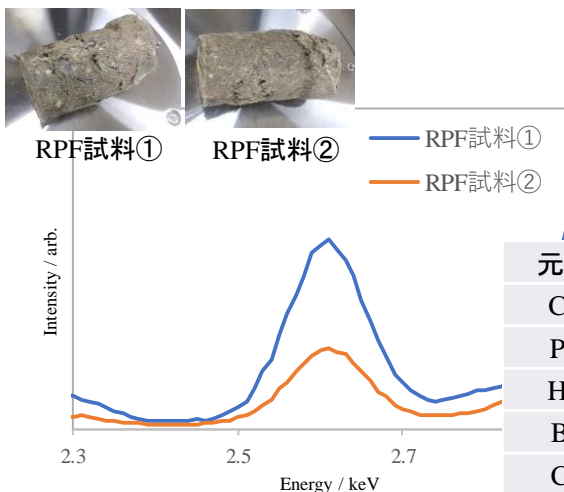 RPF試料①
RPF試料②
RPF試料①
RPF試料②
Intensity / arb.
2.3
2.5
2.7
Energy / keV
元
P
H
B